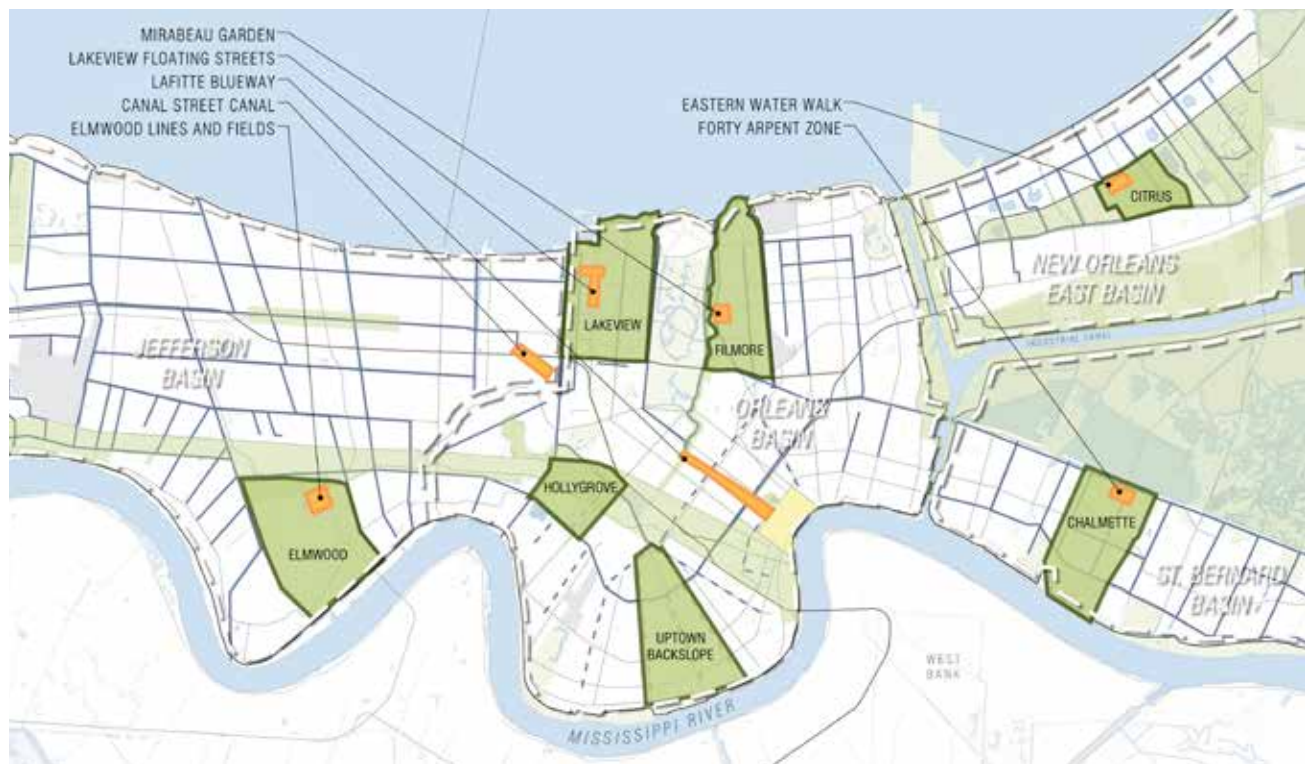 MIRABEAU GARDEN
LAKEVIEW FLOATING STREETS
LAFITTE BLUEWAY
CANAL STREET CANAL
ELMWOOD LINES AND FIELDS
EASTERN WATER WALK
FORTY ARPENT ZONE
CITRUS
NEW ORLEANS
EAST BASIN
INDUSTRIAL CANAL
LAKEVIEW
FILMORE
JEFFERSON
BASIN
ORLEANS
BASIN
HOLLYGROVE
ELMWOOD
CHALMETTE
ST. BERNARD
BASIN
UPTOWN
BACKSLOPE
WEST
BANK
MISSISSIPPI RIVER